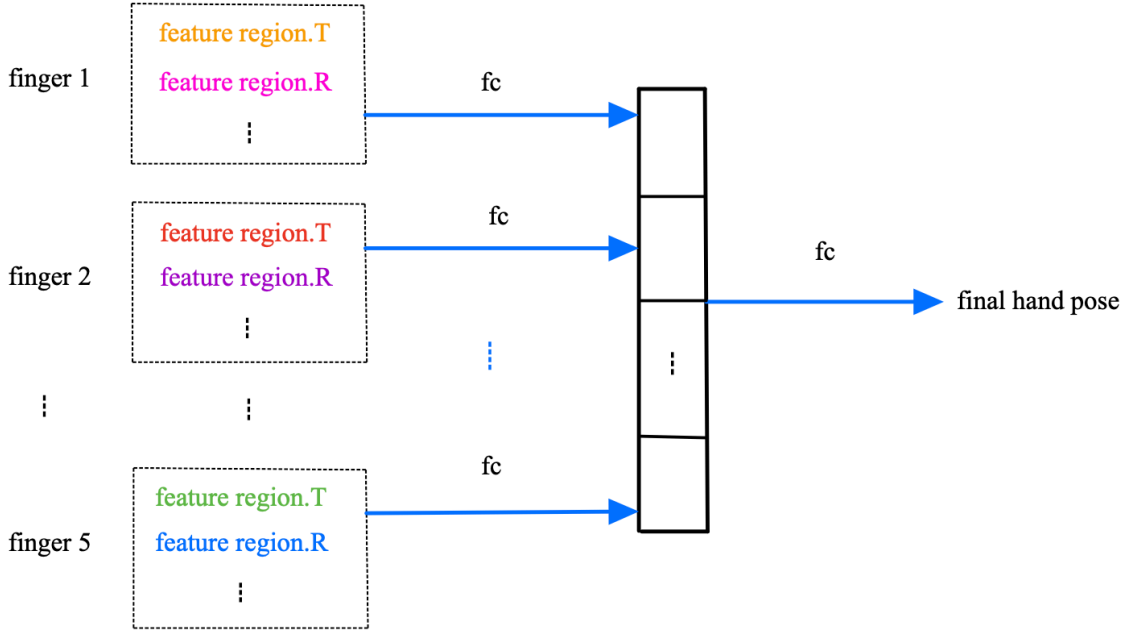 feature region.T
finger 1
feature region.R
fc
feature region.T
fc
finger 2
feature region.R
fc
final hand pose
fc
feature region.T
finger 5
feature region.R